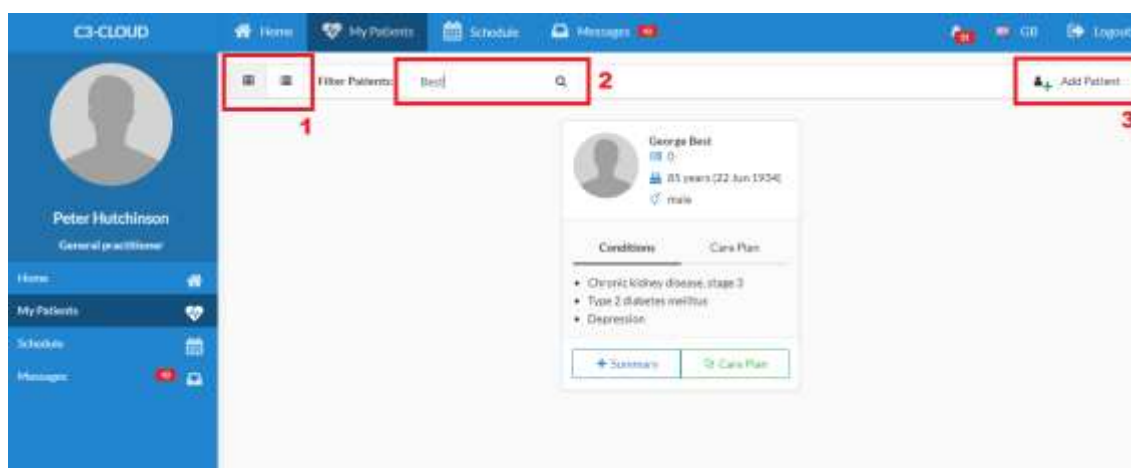 C3-CLOUD
Home
My Patients
Schedule
Messages
GB
Logout
Filter Patients:
Best
2
Add Patient
1
3
George Best
0
85 years (22 Jun 1934)
male
Conditions
Care Plan
Chronic kidney disease, stage 3
Type 2 diabetes mellitus
Depression
+ Summary
Care Plan
Peter Hutchinson
General practitioner
Home
My Patients
Schedule
Messages